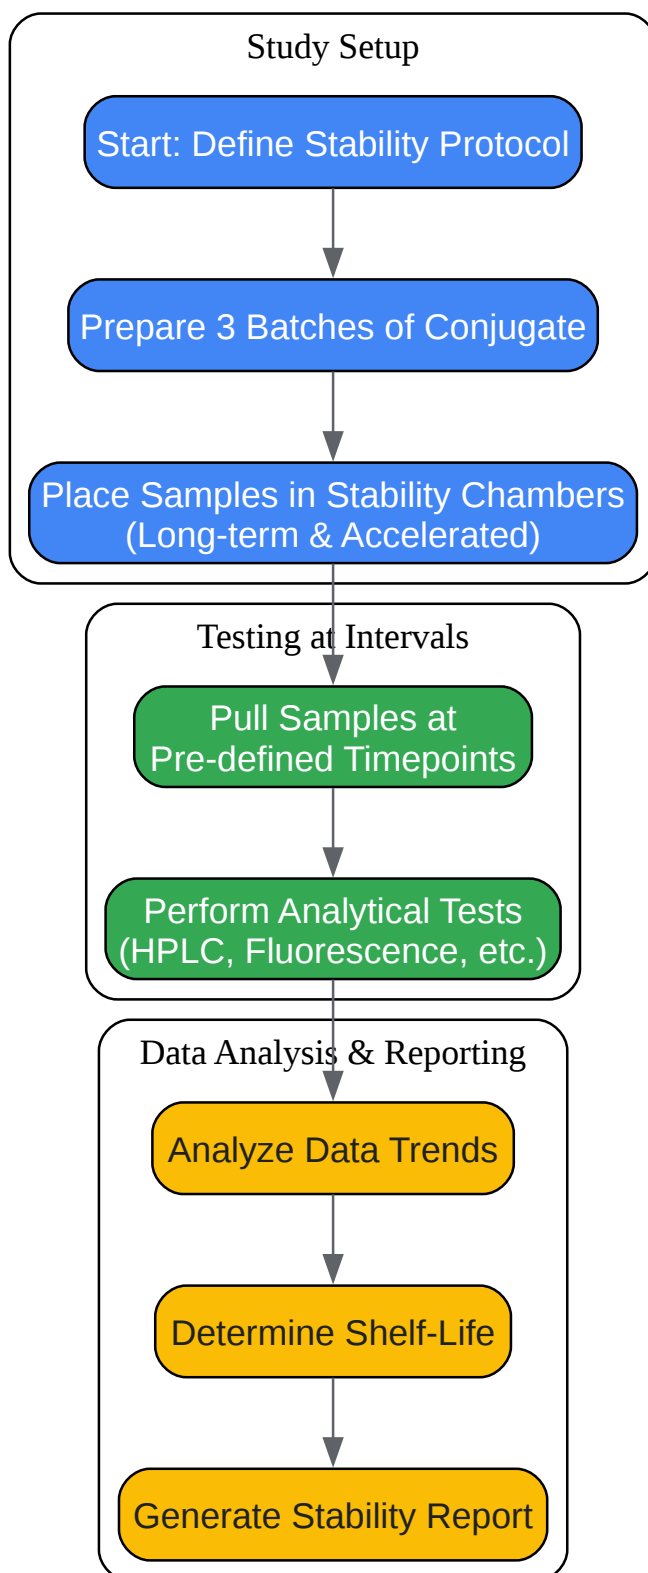 Study Setup
Start: Define Stability Protocol
Prepare 3 Batches of Conjugate
Place Samples in Stability Chambers
(Long-term & Accelerated)
Testing at Intervals
Pull Samples at
Pre-defined Timepoints
Perform Analytical Tests
(HPLC, Fluorescence, etc.)
Data Analysis & Reporting
Analyze Data Trends
Determine Shelf-Life
Generate Stability Report